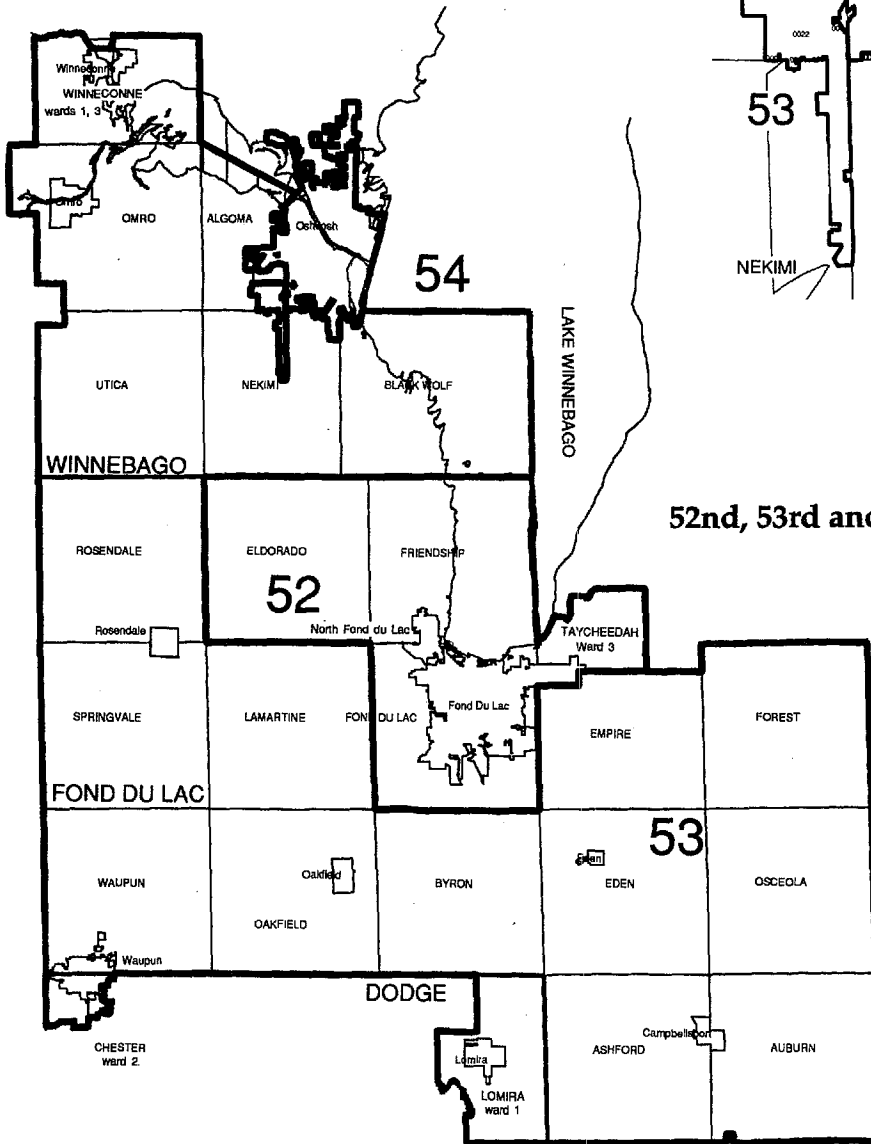 0022
53
NEKIMI
Winneconne
WINNECONNE
wards 1, 3
Omro
OMRO
ALGOMA
Oshkosh
54
LAKE WINNEBAGO
UTICA
NEKIMI
BLACK WOLF
WINNEBAGO
52nd, 53rd and
ROSENDALE
ELDORADO
FRIENDSHIP
52
Rosendale
North Fond du Lac
TAYCHEEDAH
Ward 3
SPRINGVALE
LAMARTINE
FOND DU LAC
Fond Du Lac
EMPIRE
FOREST
FOND DU LAC
53
WAUPUN
Oakfield
BYRON
Eden
EDEN
OSCEOLA
OAKFIELD
Waupun
DODGE
CHESTER
ward 2.
Lomira
LOMIRA
ward 1
ASHFORD
Campbellsport
AUBURN